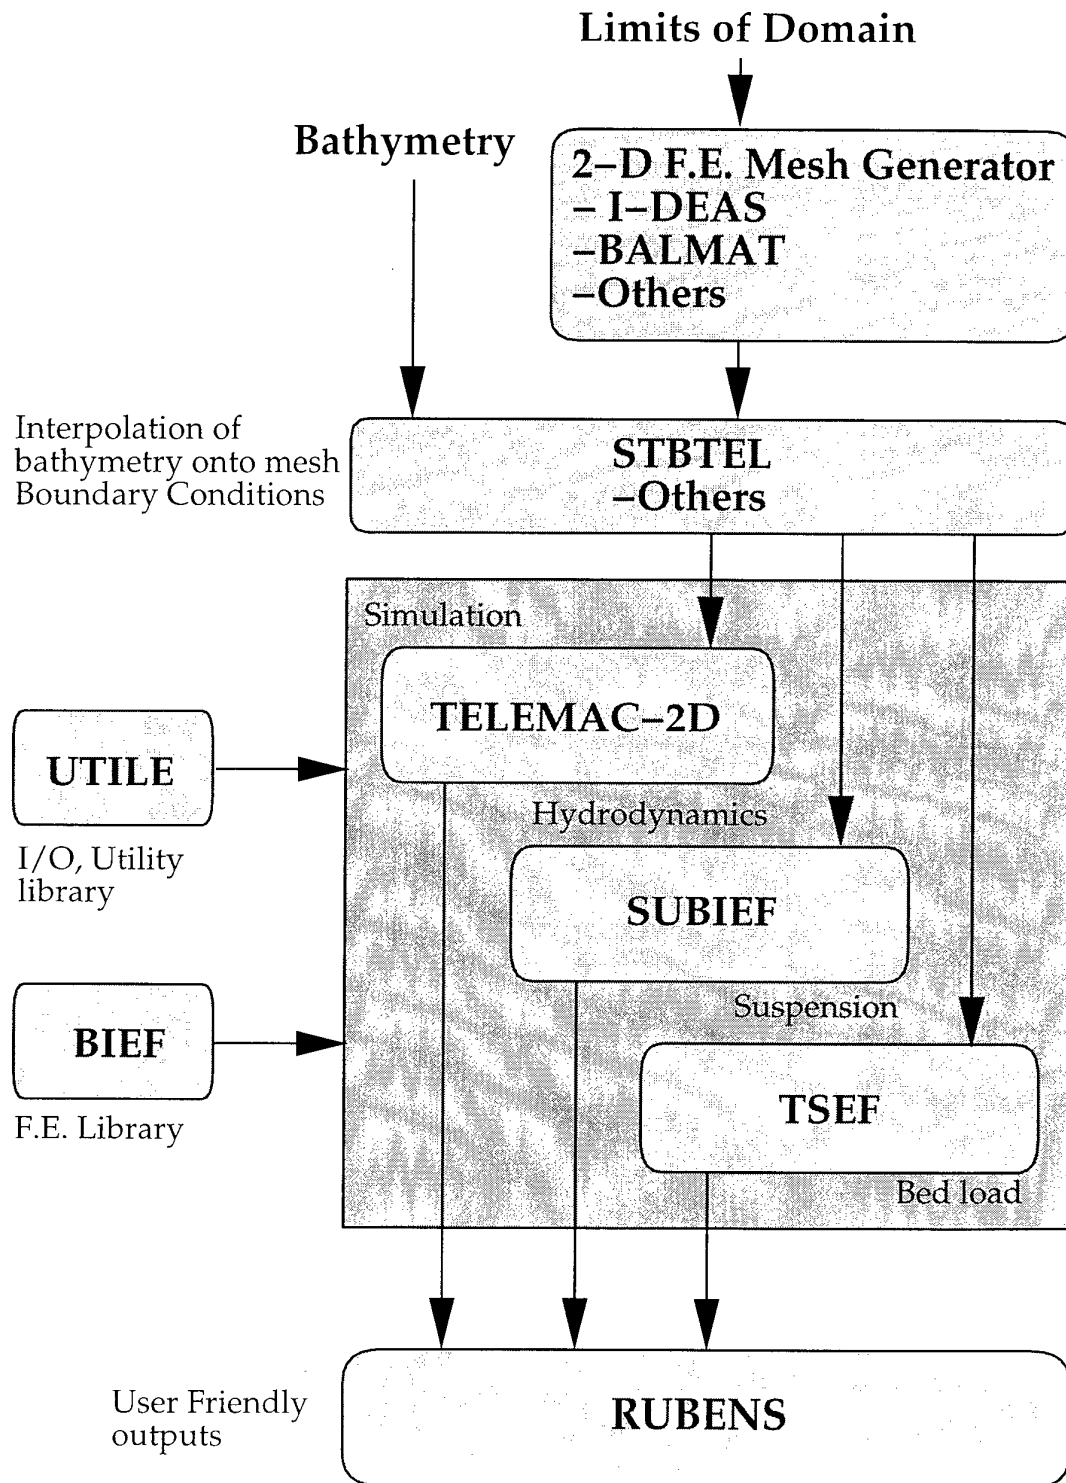 Limits of Domain
Bathymetry
2–D F.E. Mesh Generator
– I–DEAS
–BALMAT
–Others
Interpolation of
bathymetry onto mesh
Boundary Conditions
STBTEL
–Others
Simulation
TELEMAC–2D
Hydrodynamics
UTILE
I/O, Utility
library
SUBIEF
Suspension
BIEF
F.E. Library
TSEF
Bed load
User Friendly
outputs
RUBENS